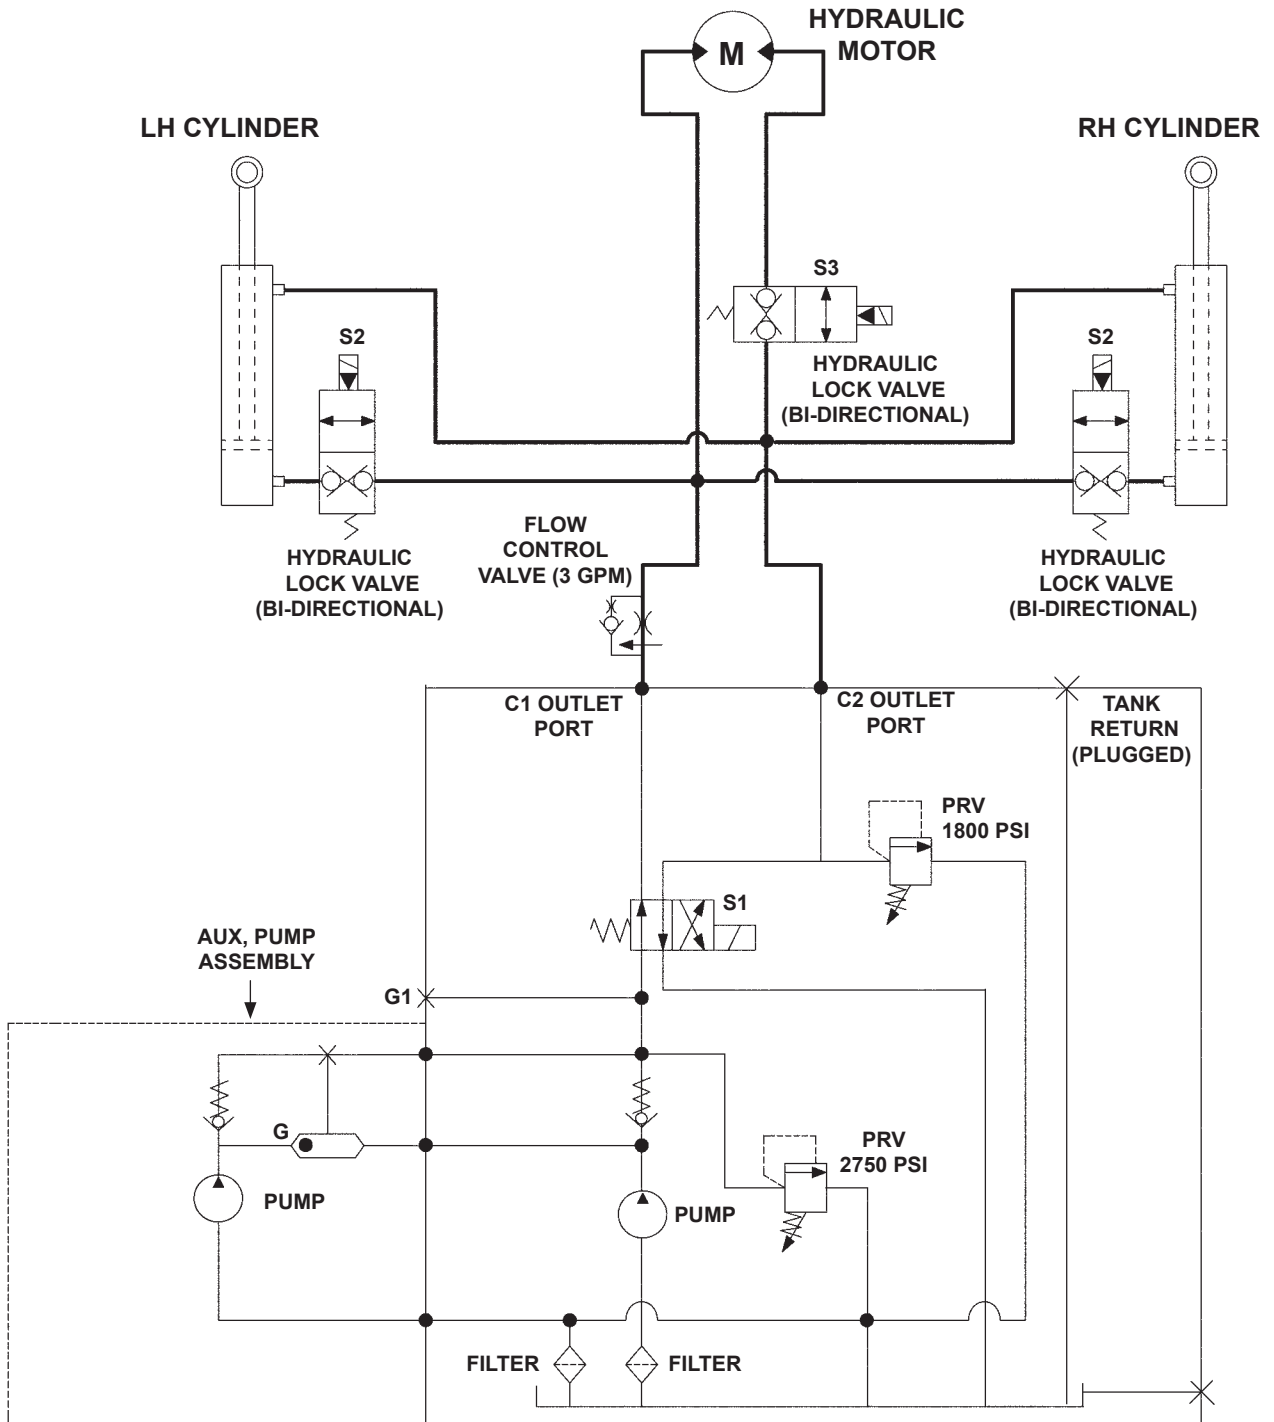 HYDRAULIC
MOTOR
M
LH CYLINDER
RH CYLINDER
S3
S2
S2
HYDRAULIC
LOCK VALVE
(BI-DIRECTIONAL)
FLOW
CONTROL
VALVE (3 GPM)
HYDRAULIC
LOCK VALVE
(BI-DIRECTIONAL)
HYDRAULIC
LOCK VALVE
(BI-DIRECTIONAL)
C1 OUTLET
PORT
C2 OUTLET
PORT
TANK
RETURN
(PLUGGED)
PRV
1800 PSI
S1
AUX, PUMP
ASSEMBLY
G1
G
PRV
2750 PSI
PUMP
PUMP
FILTER
FILTER